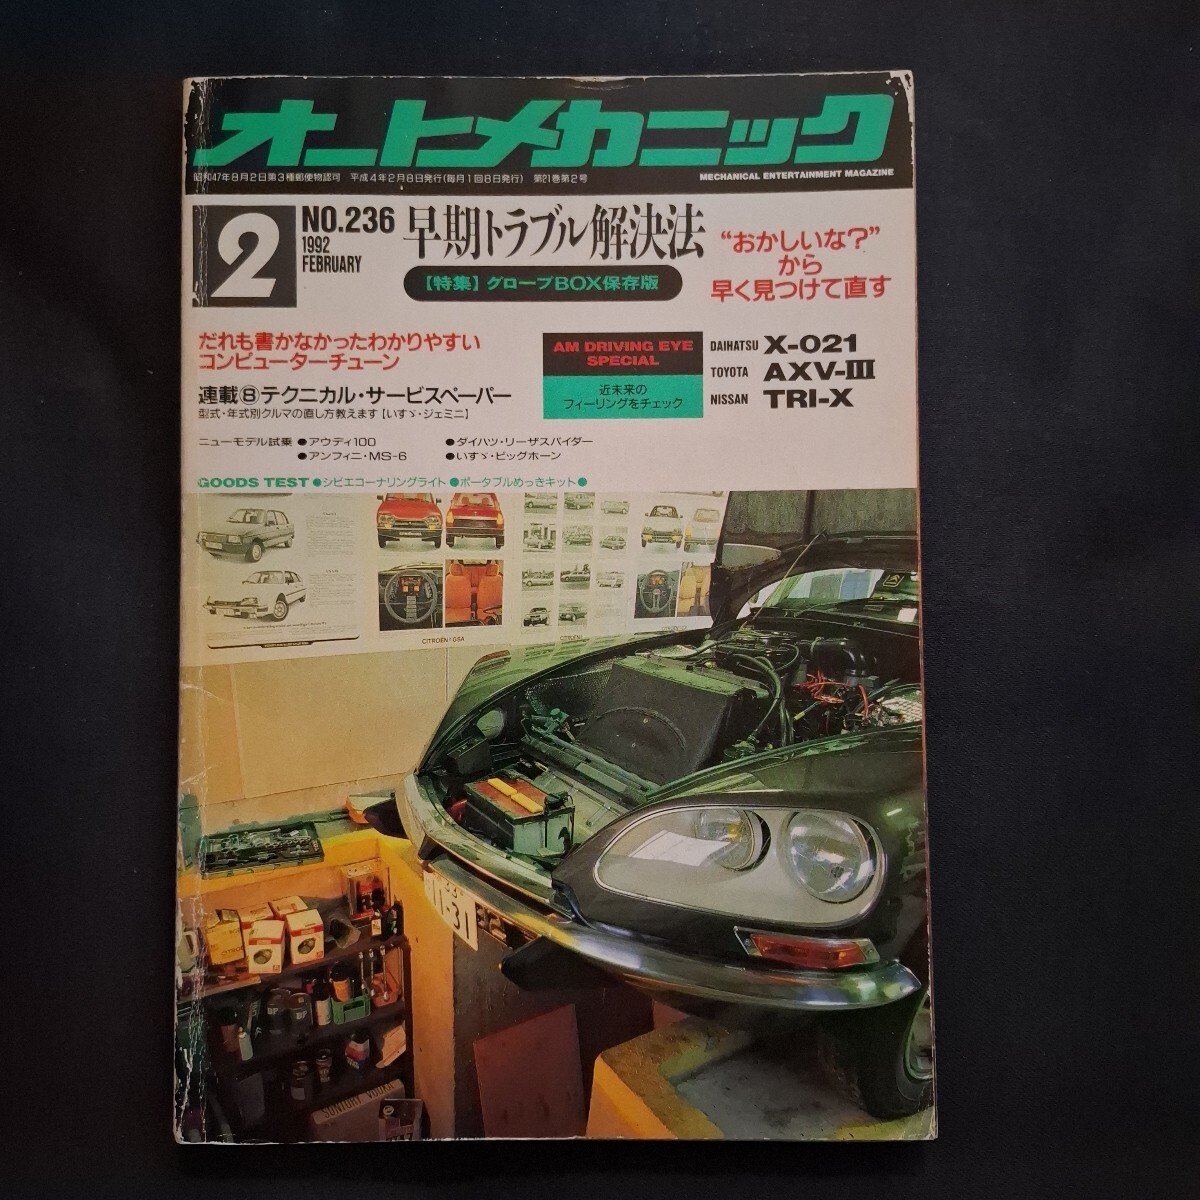 オートメカニック
昭和47年8月2日第3種郵便物認可 平成4年2月8日発行(毎月1回8日発行) 第21巻第2号
MECHANICAL ENTERTAINMENT MAGAZINE
2
NO.236
1992
FEBRUARY
早期トラブル解決法
【特集】グローブBOX保存版
“おかしいな?”
から
早く見つけて直す
だれも書かなかったわかりやすい
コンピューターチューン
連載⑧テクニカル・サービスペーパー
型式・年式別クルマの直し方教えます【いすゞ・ジェミニ】
AM DRIVING EYE
SPECIAL
近未来の
フィーリングをチェック
DAIHATSU X-021
TOYOTA AXV-III
NISSAN TRI-X
ニューモデル試乗 ●アウディ100 ●ダイハツ・リーザスパイダー
●アンフィニ・MS-6 ●いすゞ・ビッグホーン
GOODS TEST ●シビエコーナリングライト ●ポータブルめっきキット●
CITROËN GSA
11-31
SUNTORY VODKA